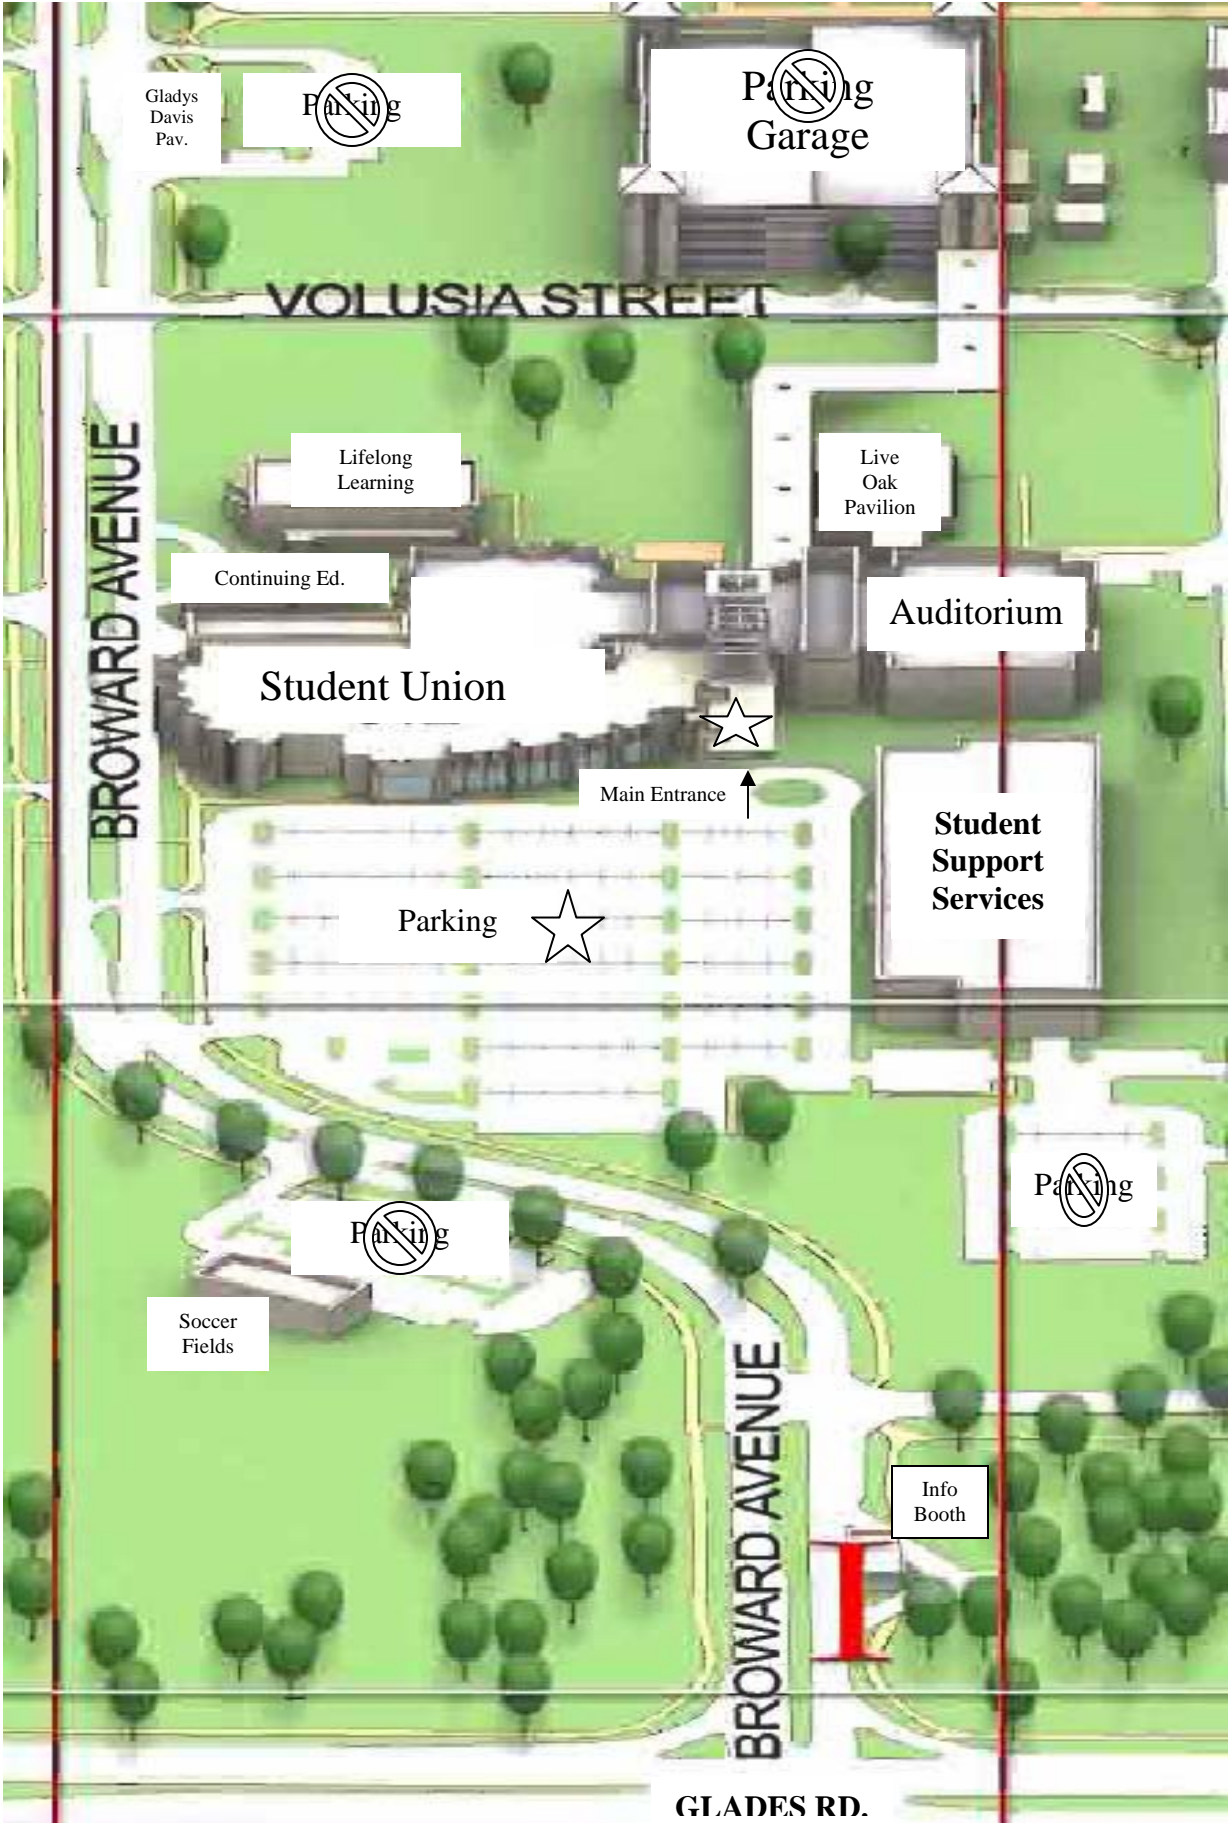 Gladys
Davis
Pav.
Parking
Parking
Garage
VOLUSIA STREET
BROWARD AVENUE
Lifelong
Learning
Live
Oak
Pavilion
Continuing Ed.
Auditorium
Student Union
Main Entrance
Student
Support
Services
Parking
Parking
Parking
Soccer
Fields
BROWARD AVENUE
Info
Booth
I
GLADES RD.